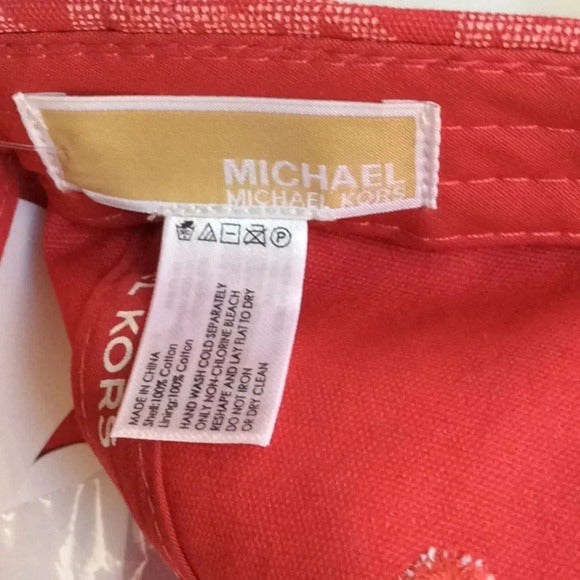 MICHAEL
MICHAEL KORS
P
MADE IN CHINA
Shell:100% Cotton
Lining:100% Cotton
HAND WASH COLD SEPARATELY
ONLY NON-CHLORINE BLEACH
RESHAPE AND LAY FLAT TO DRY
DO NOT IRON
OR DRY CLEAN
L KORS